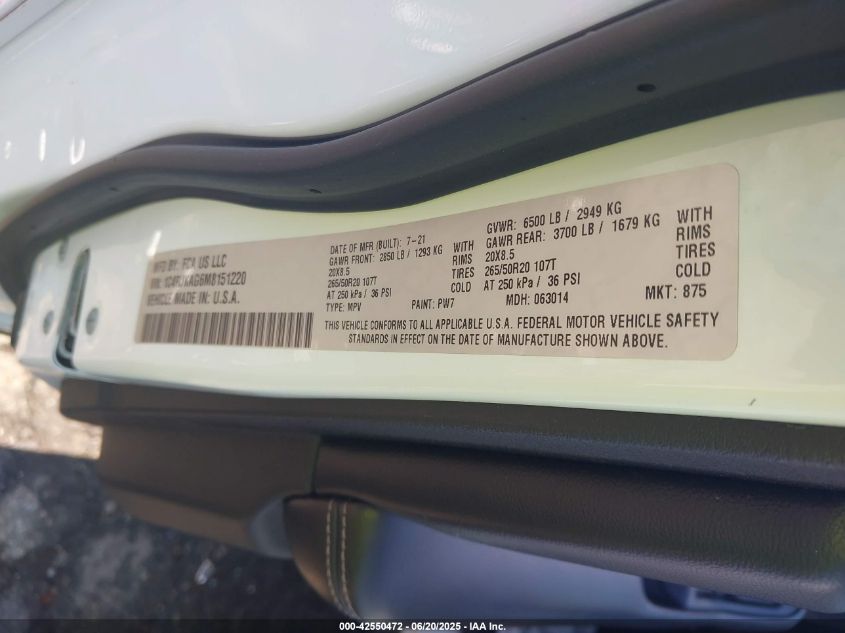 MFD BY: FCA US LLC
VIN: 1C4RJKAG6M8151220
VEHICLE MADE IN: U.S.A.
DATE OF MFR (BUILT): 7-21
GAWR FRONT: 2850 LB / 1293 KG WITH
20X8.5 RIMS
265/50R20 107T TIRES
AT 250 kPa / 36 PSI COLD
TYPE: MPV PAINT: PW7
GVWR: 6500 LB / 2949 KG
GAWR REAR: 3700 LB / 1679 KG WITH
20X8.5 RIMS
265/50R20 107T TIRES
AT 250 kPa / 36 PSI COLD
MDH: 063014 MKT: 875
THIS VEHICLE CONFORMS TO ALL APPLICABLE U.S.A. FEDERAL MOTOR VEHICLE SAFETY
STANDARDS IN EFFECT ON THE DATE OF MANUFACTURE SHOWN ABOVE.
000-42550472 - 06/20/2025 - IAA Inc.